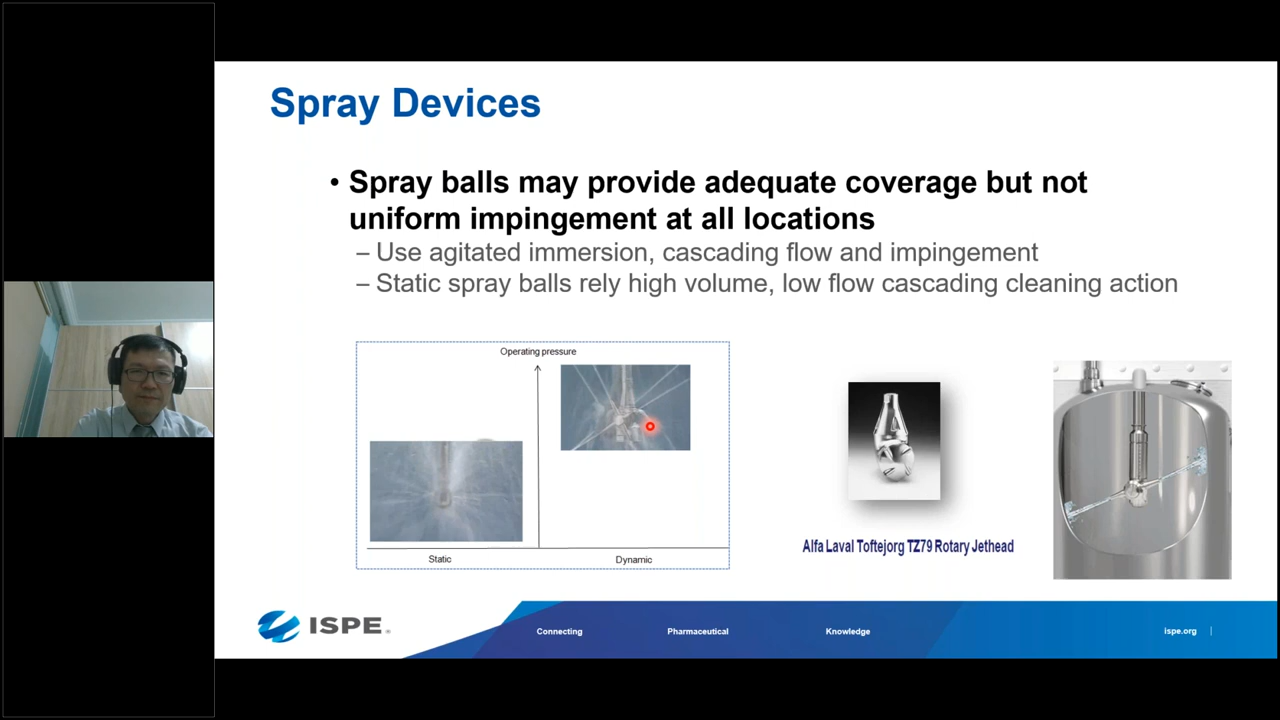 Spray Devices
• Spray balls may provide adequate coverage but not
uniform impingement at all locations
– Use agitated immersion, cascading flow and impingement
– Static spray balls rely high volume, low flow cascading cleaning action
Operating pressure
Static
Dynamic
Alfa Laval Toftejorg TZ79 Rotary Jethead
ISPE®
Connecting
Pharmaceutical
Knowledge
ispe.org |